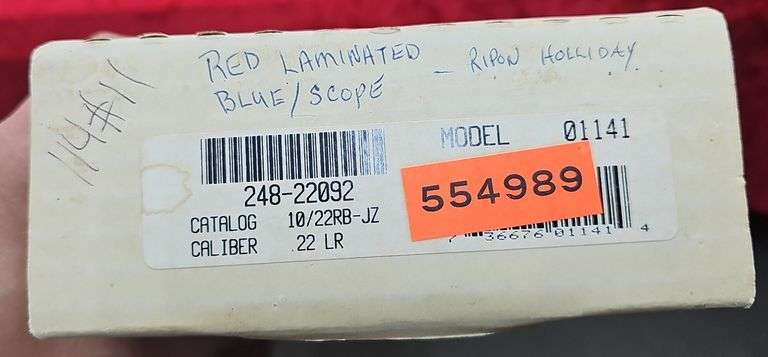 RED LAMINATED
BLUE/SCOPE
– RIPON HOLLIDAY
114#11
MODEL 01141
248-22092
554989
CATALOG 10/22RB-JZ
CALIBER .22 LR
7 36676 01141 4